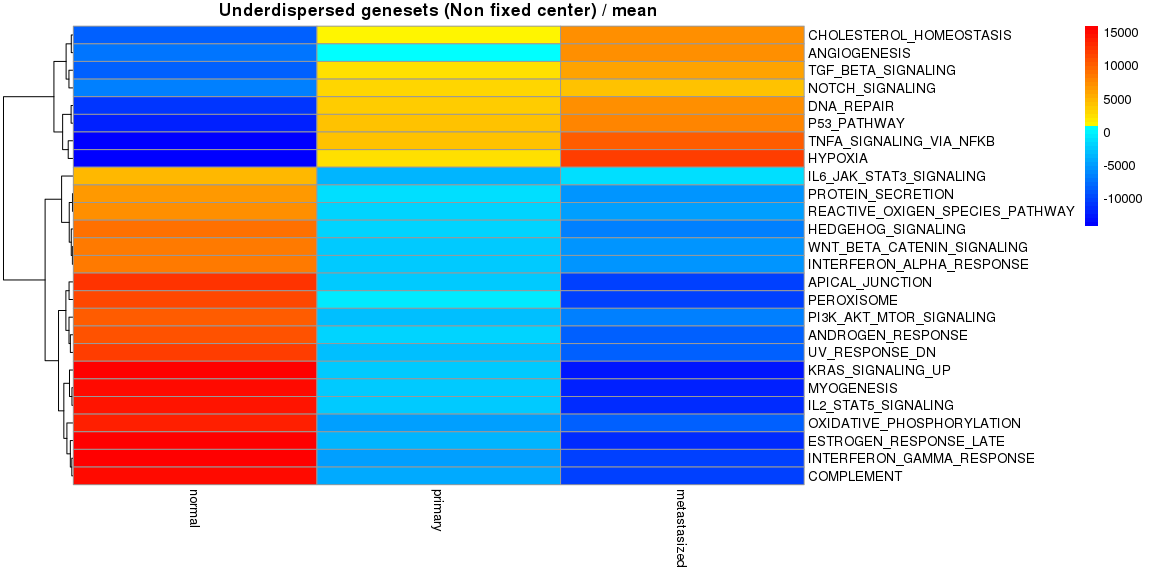 Underdispersed genesets (Non fixed center) / mean
CHOLESTEROL_HOMEOSTASIS
ANGIOGENESIS
TGF_BETA_SIGNALING
NOTCH_SIGNALING
DNA_REPAIR
P53_PATHWAY
TNFA_SIGNALING_VIA_NFKB
HYPOXIA
IL6_JAK_STAT3_SIGNALING
PROTEIN_SECRETION
REACTIVE_OXIGEN_SPECIES_PATHWAY
HEDGEHOG_SIGNALING
WNT_BETA_CATENIN_SIGNALING
INTERFERON_ALPHA_RESPONSE
APICAL_JUNCTION
PEROXISOME
PI3K_AKT_MTOR_SIGNALING
ANDROGEN_RESPONSE
UV_RESPONSE_DN
KRAS_SIGNALING_UP
MYOGENESIS
IL2_STAT5_SIGNALING
OXIDATIVE_PHOSPHORYLATION
ESTROGEN_RESPONSE_LATE
INTERFERON_GAMMA_RESPONSE
COMPLEMENT
15000
10000
5000
0
-5000
-10000
normal
primary
metastasized